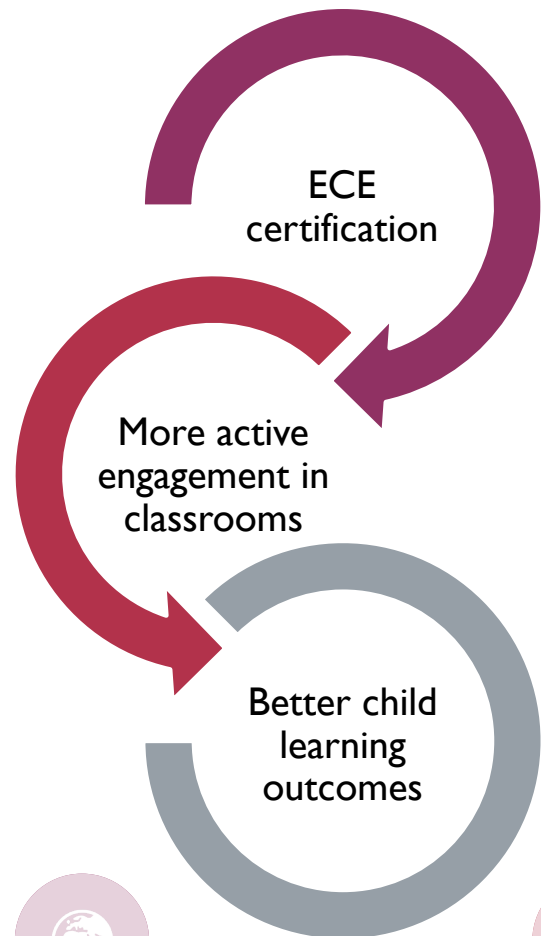 ECE
certification
More active
engagement in
classrooms
Better child
learning
outcomes